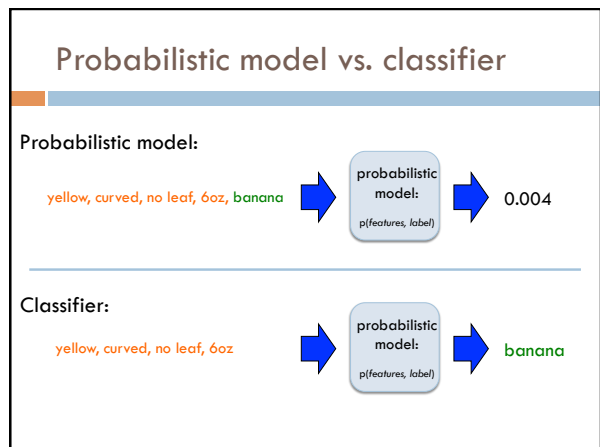 Probabilistic model vs. classifier
Probabilistic model:
yellow, curved, no leaf, 6oz, banana
probabilistic
model:
p(features, label)
0.004
Classifier:
yellow, curved, no leaf, 6oz
probabilistic
model:
p(features, label)
banana